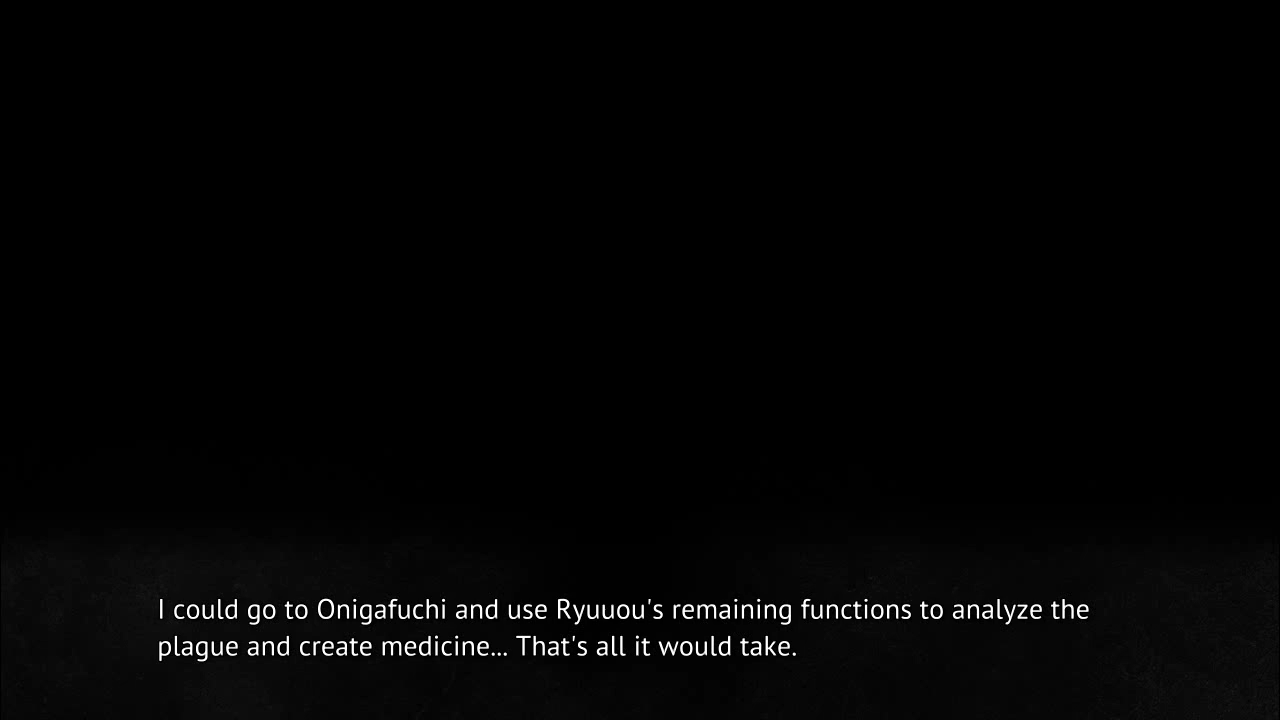 I could go to Onigafuchi and use Ryuuou's remaining functions to analyze the
plague and create medicine... That's all it would take.